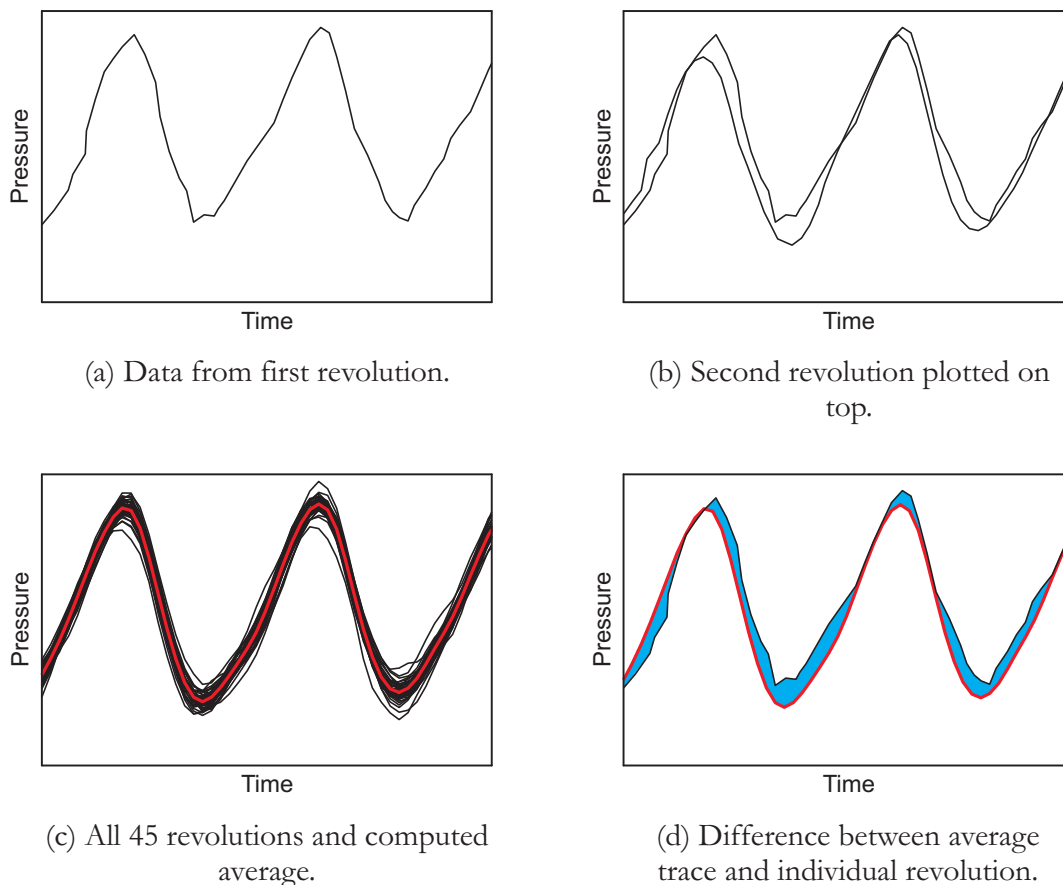 Pressure
Time
(a) Data from first revolution.
Pressure
Time
(b) Second revolution plotted on
top.
Pressure
Time
(c) All 45 revolutions and computed
average.
Pressure
Time
(d) Difference between average
trace and individual revolution.